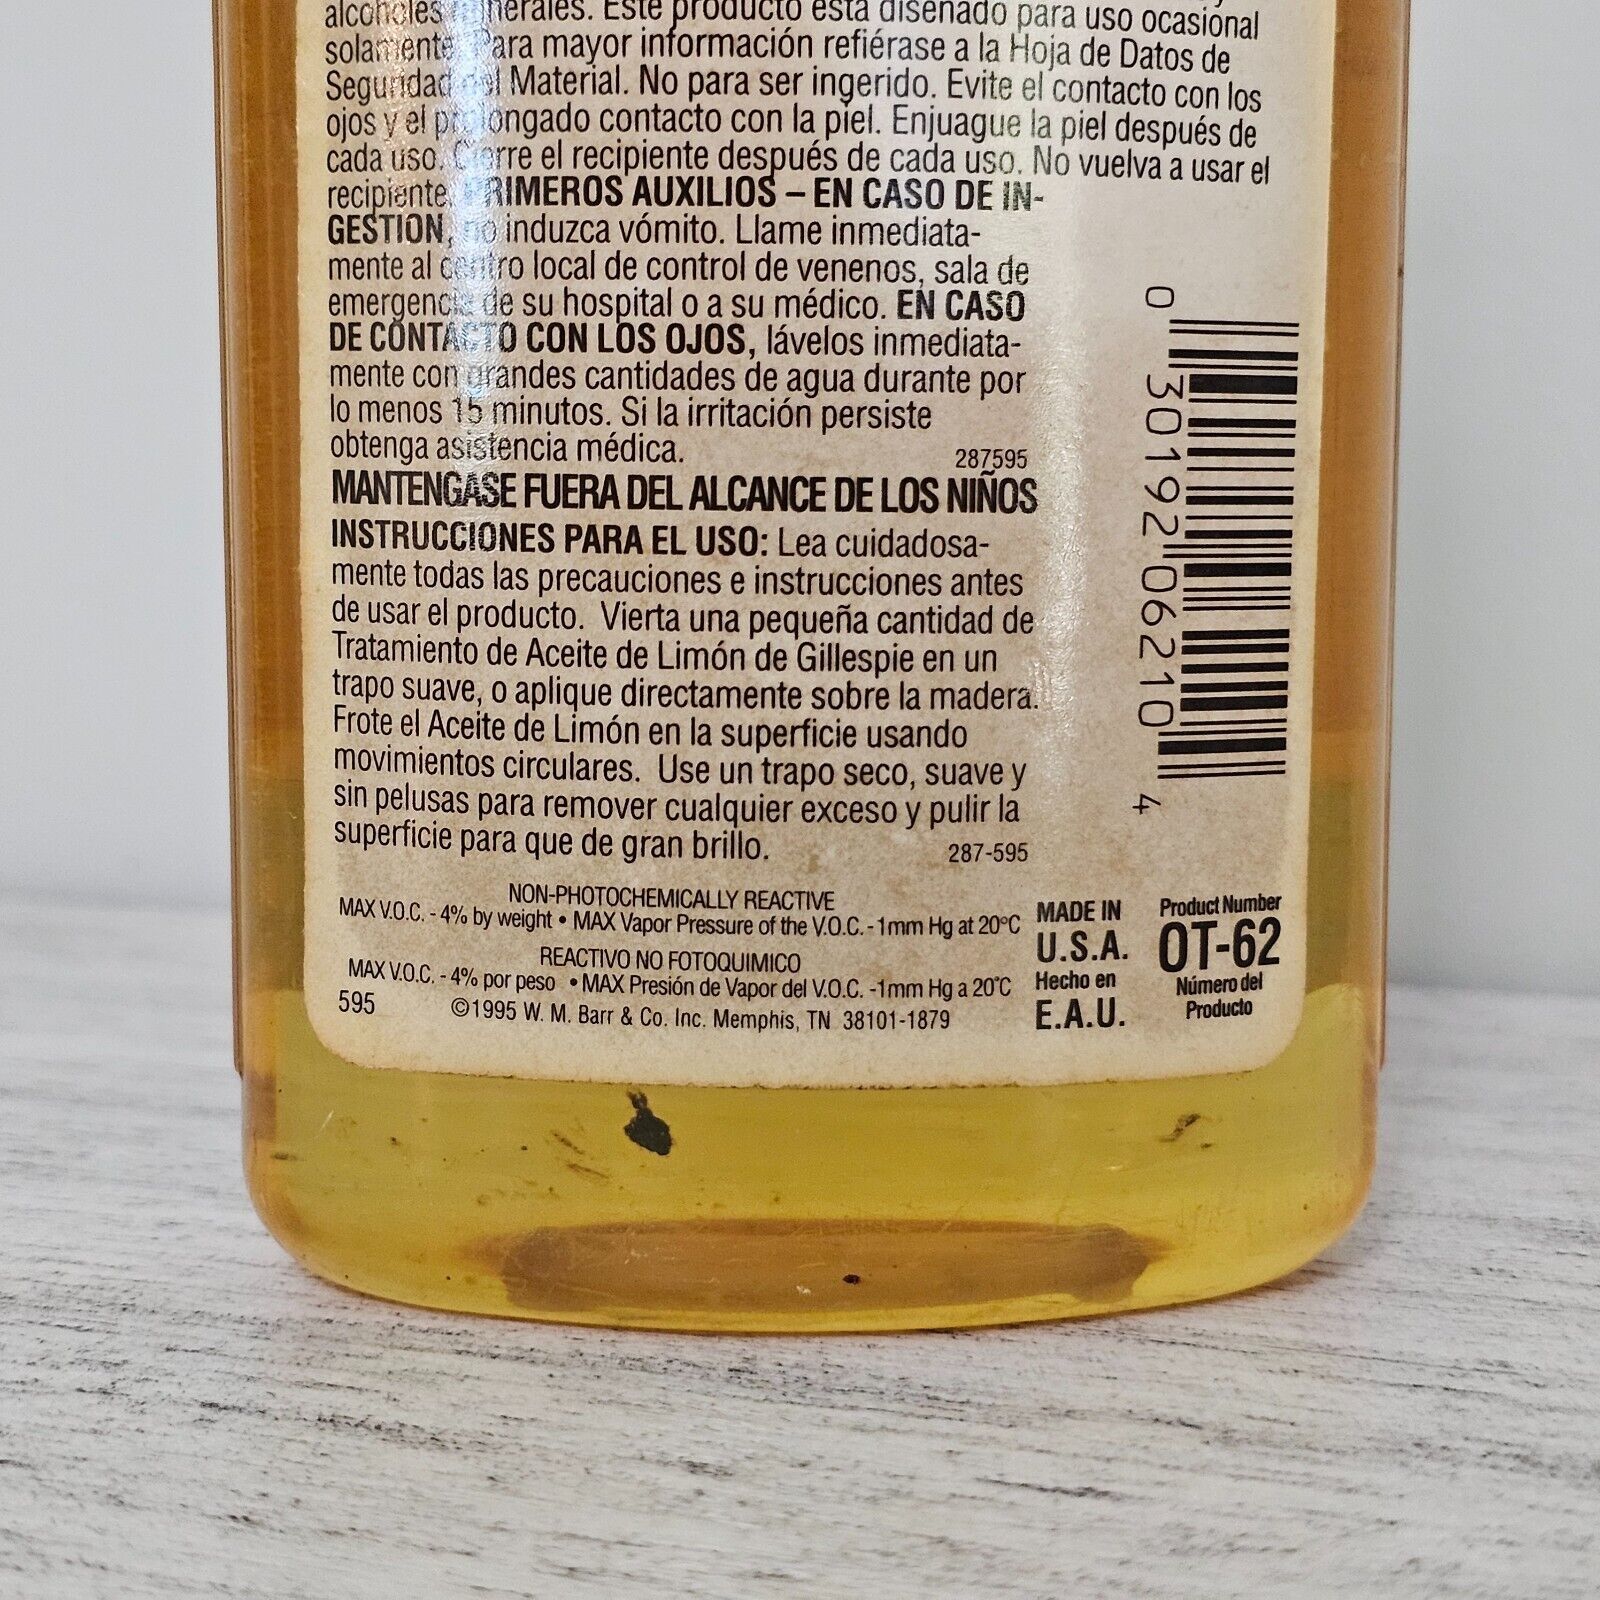 alcoholes minerales. Este producto está diseñado para uso ocasional
solamente. Para mayor información refiérase a la Hoja de Datos de
Seguridad del Material. No para ser ingerido. Evite el contacto con los
ojos y el prolongado contacto con la piel. Enjuague la piel después de
cada uso. Cierre el recipiente después de cada uso. No vuelva a usar el
recipiente. PRIMEROS AUXILIOS – EN CASO DE IN-
GESTION, no induzca vómito. Llame inmediata-
mente al centro local de control de venenos, sala de
emergencia de su hospital o a su médico. EN CASO
DE CONTACTO CON LOS OJOS, lávelos inmediata-
mente con grandes cantidades de agua durante por
lo menos 15 minutos. Si la irritación persiste
obtenga asistencia médica. 287595
MANTENGASE FUERA DEL ALCANCE DE LOS NIÑOS
INSTRUCCIONES PARA EL USO: Lea cuidadosa-
mente todas las precauciones e instrucciones antes
de usar el producto. Vierta una pequeña cantidad de
Tratamiento de Aceite de Limón de Gillespie en un
trapo suave, o aplique directamente sobre la madera.
Frote el Aceite de Limón en la superficie usando
movimientos circulares. Use un trapo seco, suave y
sin pelusas para remover cualquier exceso y pulir la
superficie para que de gran brillo. 287-595
NON-PHOTOCHEMICALLY REACTIVE
MAX V.O.C. - 4% by weight • MAX Vapor Pressure of the V.O.C. - 1mm Hg at 20°C
REACTIVO NO FOTOQUIMICO
MAX V.O.C. - 4% por peso • MAX Presión de Vapor del V.O.C. -1mm Hg a 20°C
595 ©1995 W. M. Barr & Co. Inc. Memphis, TN 38101-1879
MADE IN
U.S.A.
Hecho en
E.A.U.
Product Number
OT-62
Número del
Producto
0 30192 06210 4